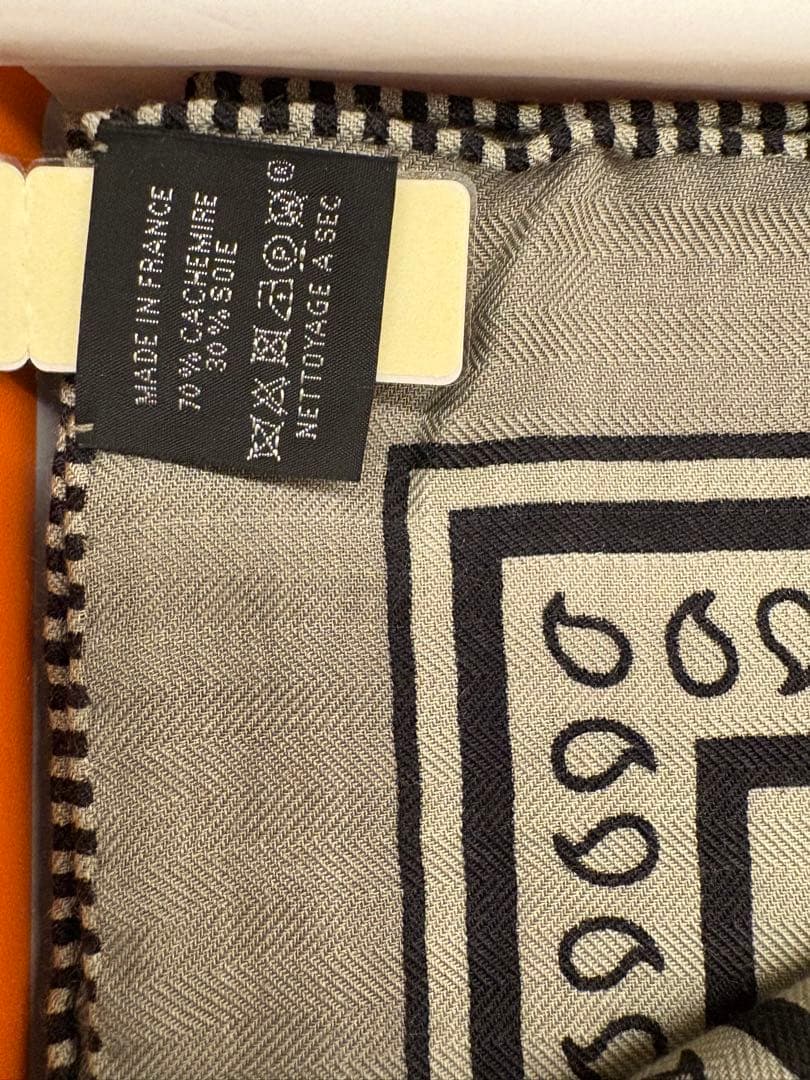 MADE IN FRANCE
70 % CACHEMIRE
30 % SOIE
NETTOYAGE A SEC